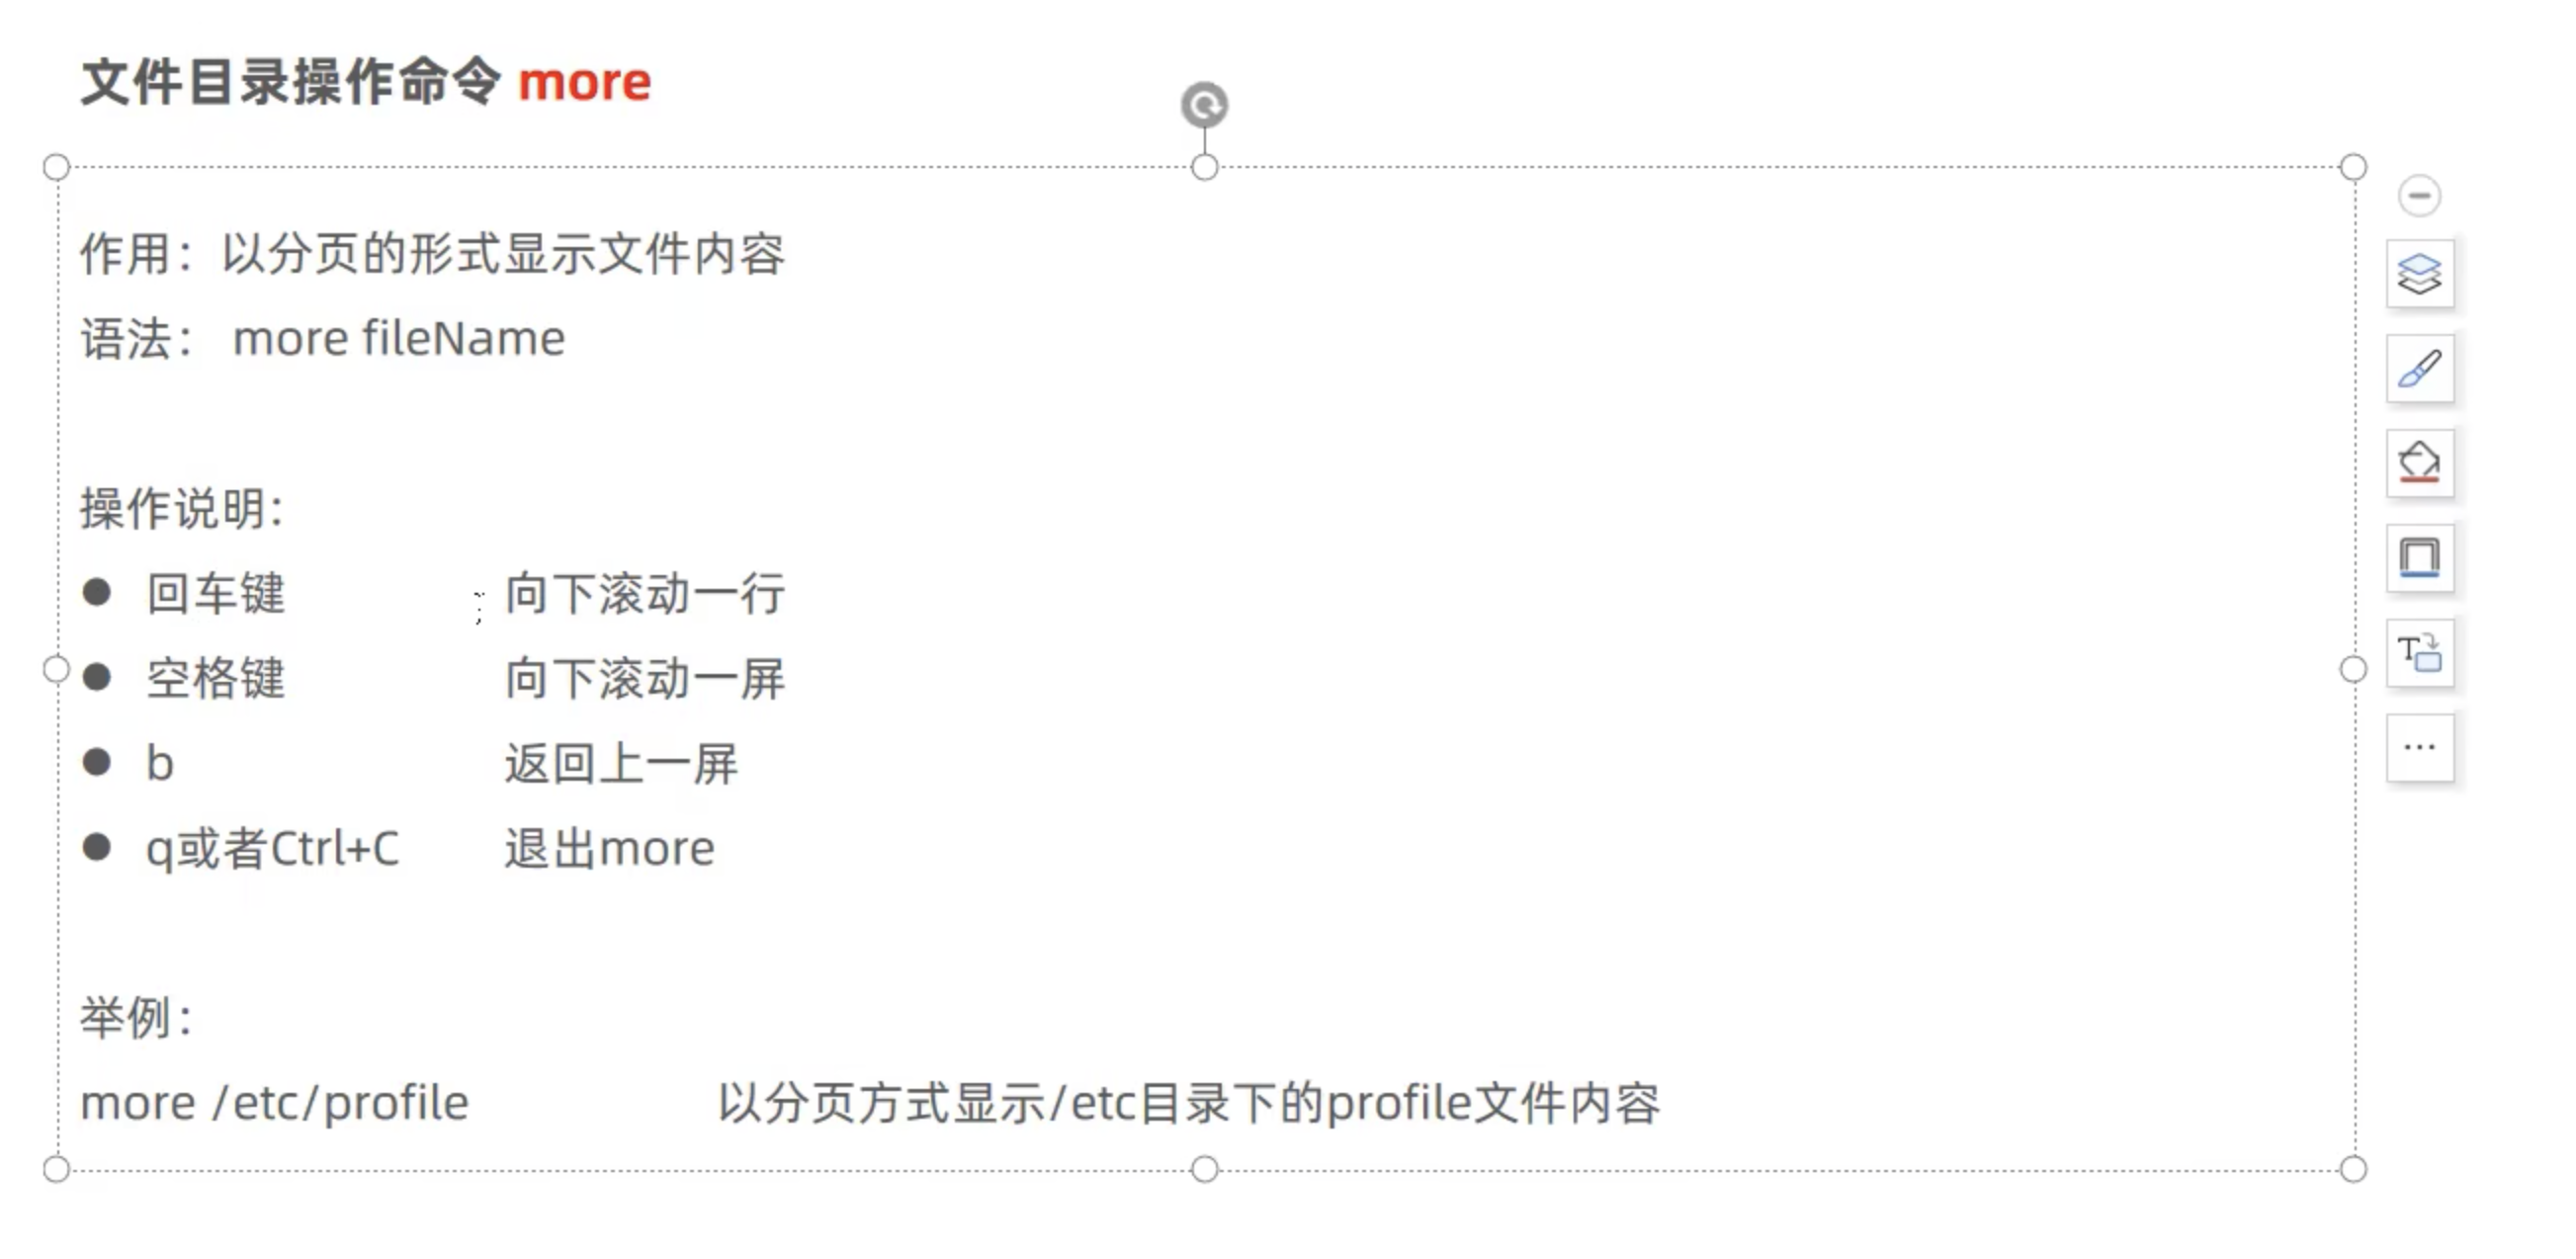 文件目录操作命令 more
作用：以分页的形式显示文件内容
语法： more fileName
操作说明：
● 回车键 向下滚动一行
● 空格键 向下滚动一屏
● b 返回上一屏
● q或者Ctrl+C 退出more
举例：
more /etc/profile 以分页方式显示/etc目录下的profile文件内容